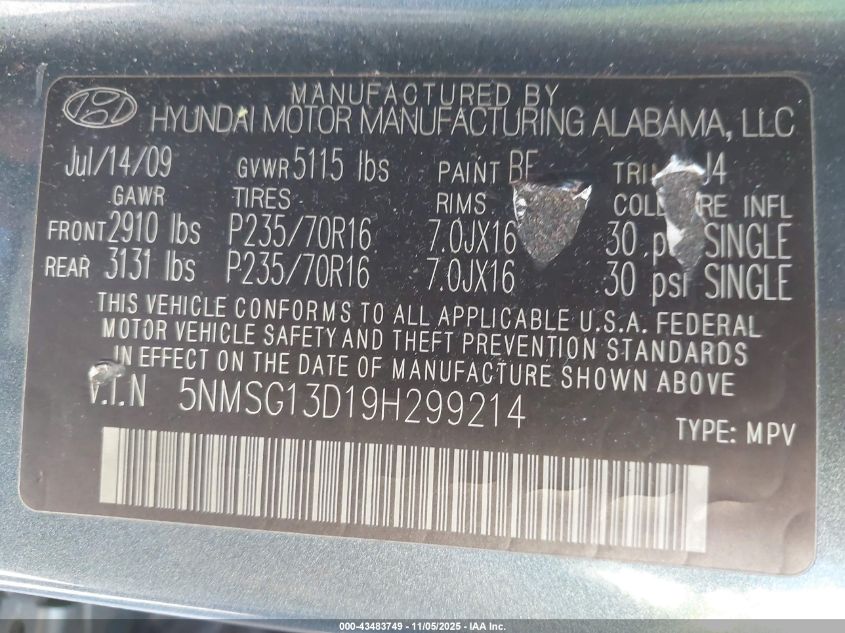 MANUFACTURED BY
HYUNDAI MOTOR MANUFACTURING ALABAMA, LLC
Jul/14/09 GVWR 5115 lbs PAINT J4
GAWR TIRES RIMS INFL
FRONT 2910 lbs P235/70R16 7.0JX16 30 psi SINGLE
REAR 3131 lbs P235/70R16 7.0JX16 30 psi SINGLE
THIS VEHICLE CONFORMS TO ALL APPLICABLE U.S.A. FEDERAL
MOTOR VEHICLE SAFETY AND THEFT PREVENTION STANDARDS
IN EFFECT ON THE DATE OF MANUFACTURE SHOWN ABOVE
V.I.N 5NMSG13D19H299214
TYPE: MPV
000-43483749 - 11/05/2025 - IAA Inc.